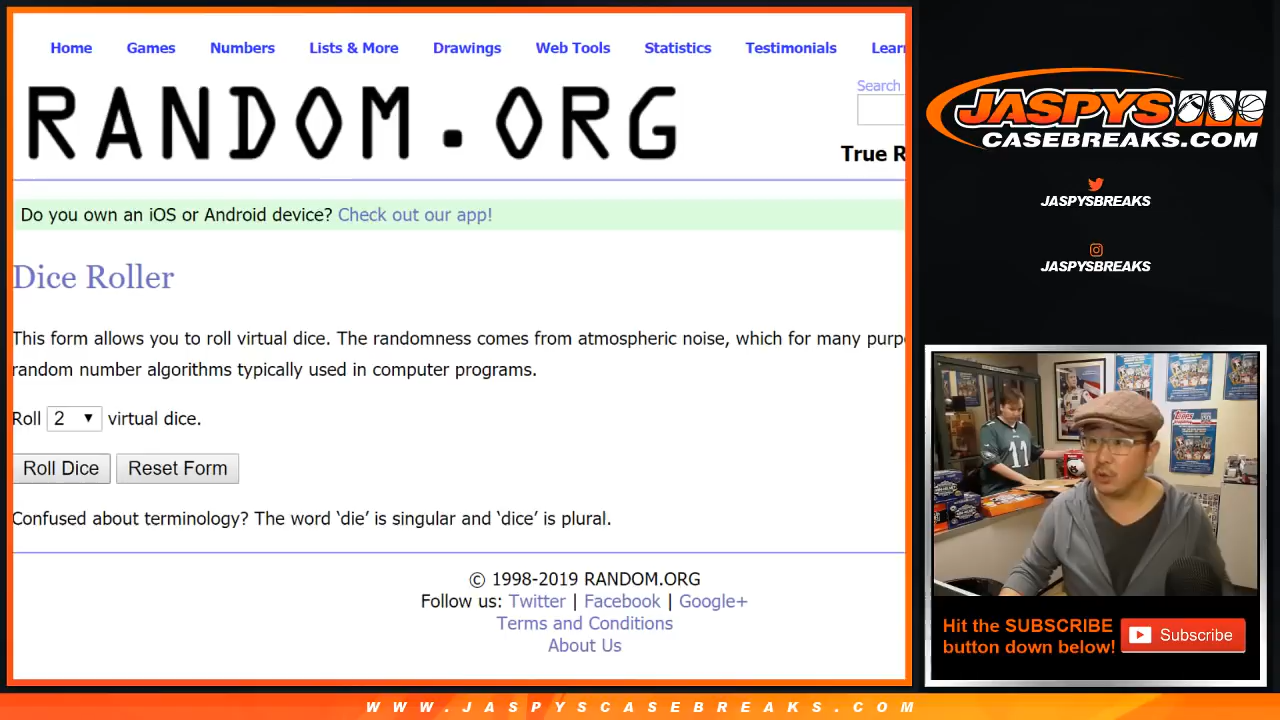 Home Games Numbers Lists & More Drawings Web Tools Statistics Testimonials Lear
RANDOM.ORG
Search
True R
Do you own an iOS or Android device? Check out our app!
Dice Roller
This form allows you to roll virtual dice. The randomness comes from atmospheric noise, which for many purp
random number algorithms typically used in computer programs.
Roll 2 virtual dice.
Roll Dice Reset Form
Confused about terminology? The word ‘die’ is singular and ‘dice’ is plural.
© 1998-2019 RANDOM.ORG
Follow us: Twitter | Facebook | Google+
Terms and Conditions
About Us
JASPYS
CASEBREAKS.COM
JASPYSBREAKS
JASPYSBREAKS
11
Hit the SUBSCRIBE
button down below!
Subscribe
WWW.JASPYSCASEBREAKS.COM